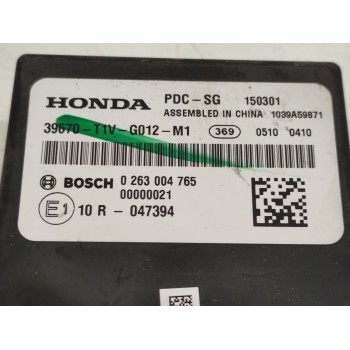 HONDA PDC-SG 150301
ASSEMBLED IN CHINA 1039A59871
39670-T1V-G012-M1 369 0510 0410
BOSCH 0 263 004 765
00000021
E1 10 R - 047394